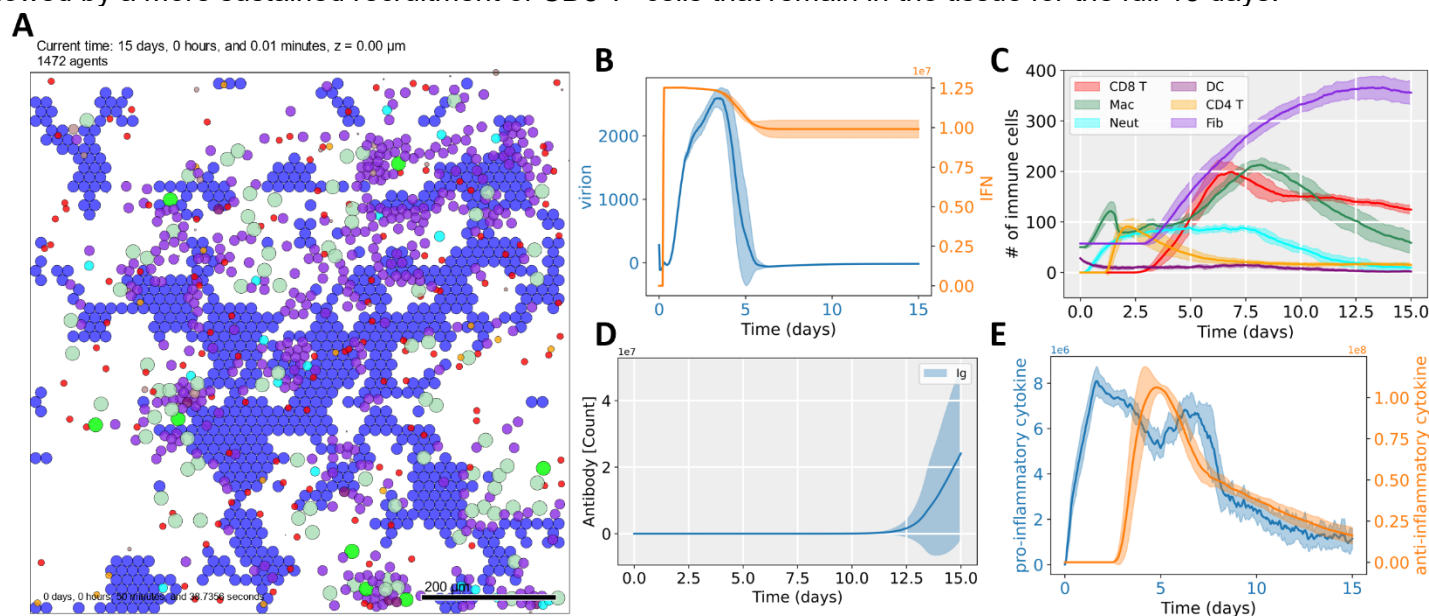 A
Current time: 15 days, 0 hours, and 0.01 minutes, z = 0.00 μm
1472 agents
200 μm
0 days, 0 hours, 50 minutes, and 38.7356 seconds
B
1e7
virion
2000
1000
0
IFN
1.25
1.00
0.75
0.50
0.25
0.00
0 5 10 15
Time (days)
C
# of immune cells
400
300
200
100
0
CD8 T
Mac
Neut
DC
CD4 T
Fib
0.0 2.5 5.0 7.5 10.0 12.5 15.0
Time (days)
D
1e7
Antibody [Count]
4
2
0
Ig
0.0 2.5 5.0 7.5 10.0 12.5 15.0
Time (days)
E
1e6
1e8
pro-inflammatory cytokine
8
6
4
2
0
anti-inflammatory cytokine
1.00
0.75
0.50
0.25
0.00
0 5 10 15
Time (days)